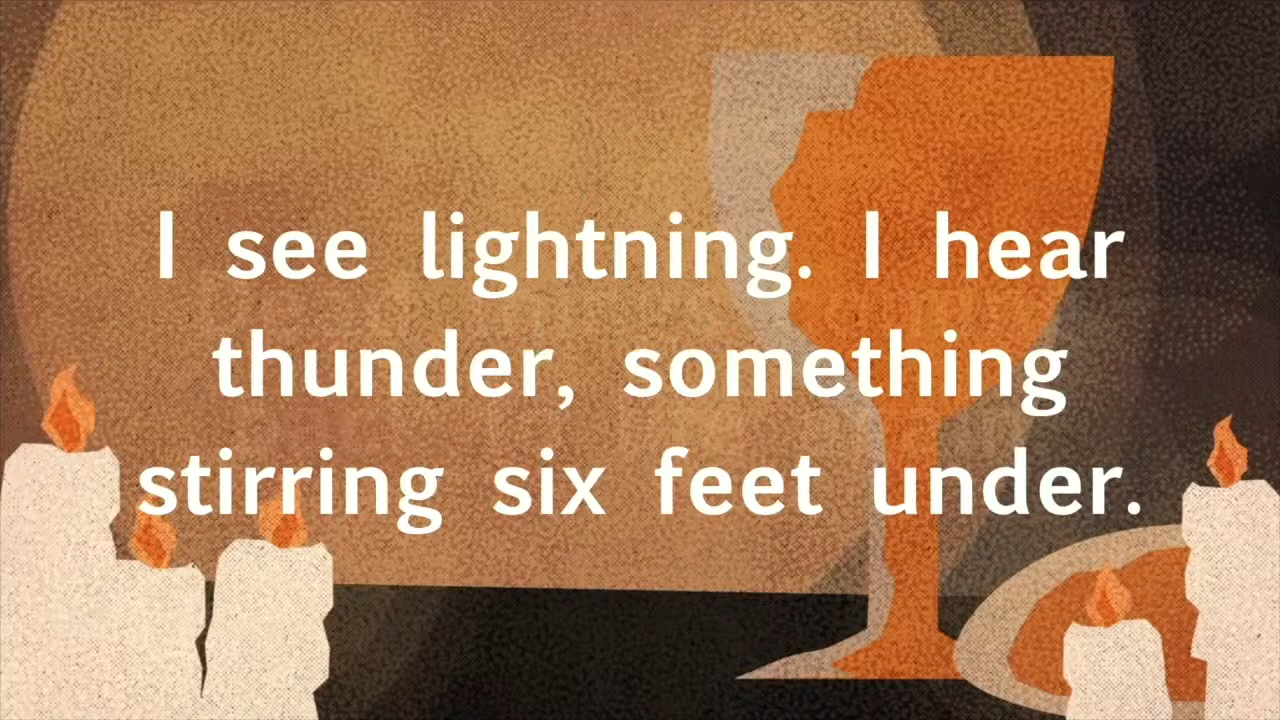 I see lightning. I hear
thunder, something
stirring six feet under.